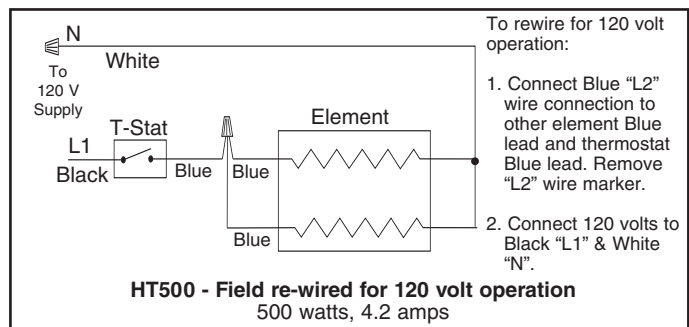 N
White
To
120 V
Supply
L1
Black
T-Stat
Blue
Blue
Blue
Element
To rewire for 120 volt
operation:
1. Connect Blue “L2”
wire connection to
other element Blue
lead and thermostat
Blue lead. Remove
“L2” wire marker.
2. Connect 120 volts to
Black “L1” & White
“N”.
HT500 - Field re-wired for 120 volt operation
500 watts, 4.2 amps